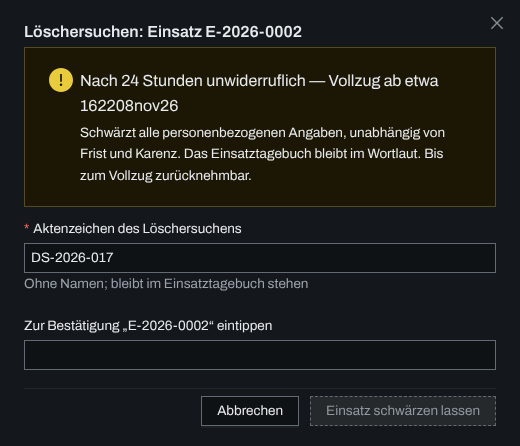 Löschersuchen: Einsatz E-2026-0002
Nach 24 Stunden unwiderruflich — Vollzug ab etwa
162208nov26
Schwärzt alle personenbezogenen Angaben, unabhängig von
Frist und Karenz. Das Einsatztagebuch bleibt im Wortlaut. Bis
zum Vollzug zurücknehmbar.
* Aktenzeichen des Löschersuchens
DS-2026-017
Ohne Namen; bleibt im Einsatztagebuch stehen
Zur Bestätigung „E-2026-0002“ eintippen
Abbrechen
Einsatz schwärzen lassen